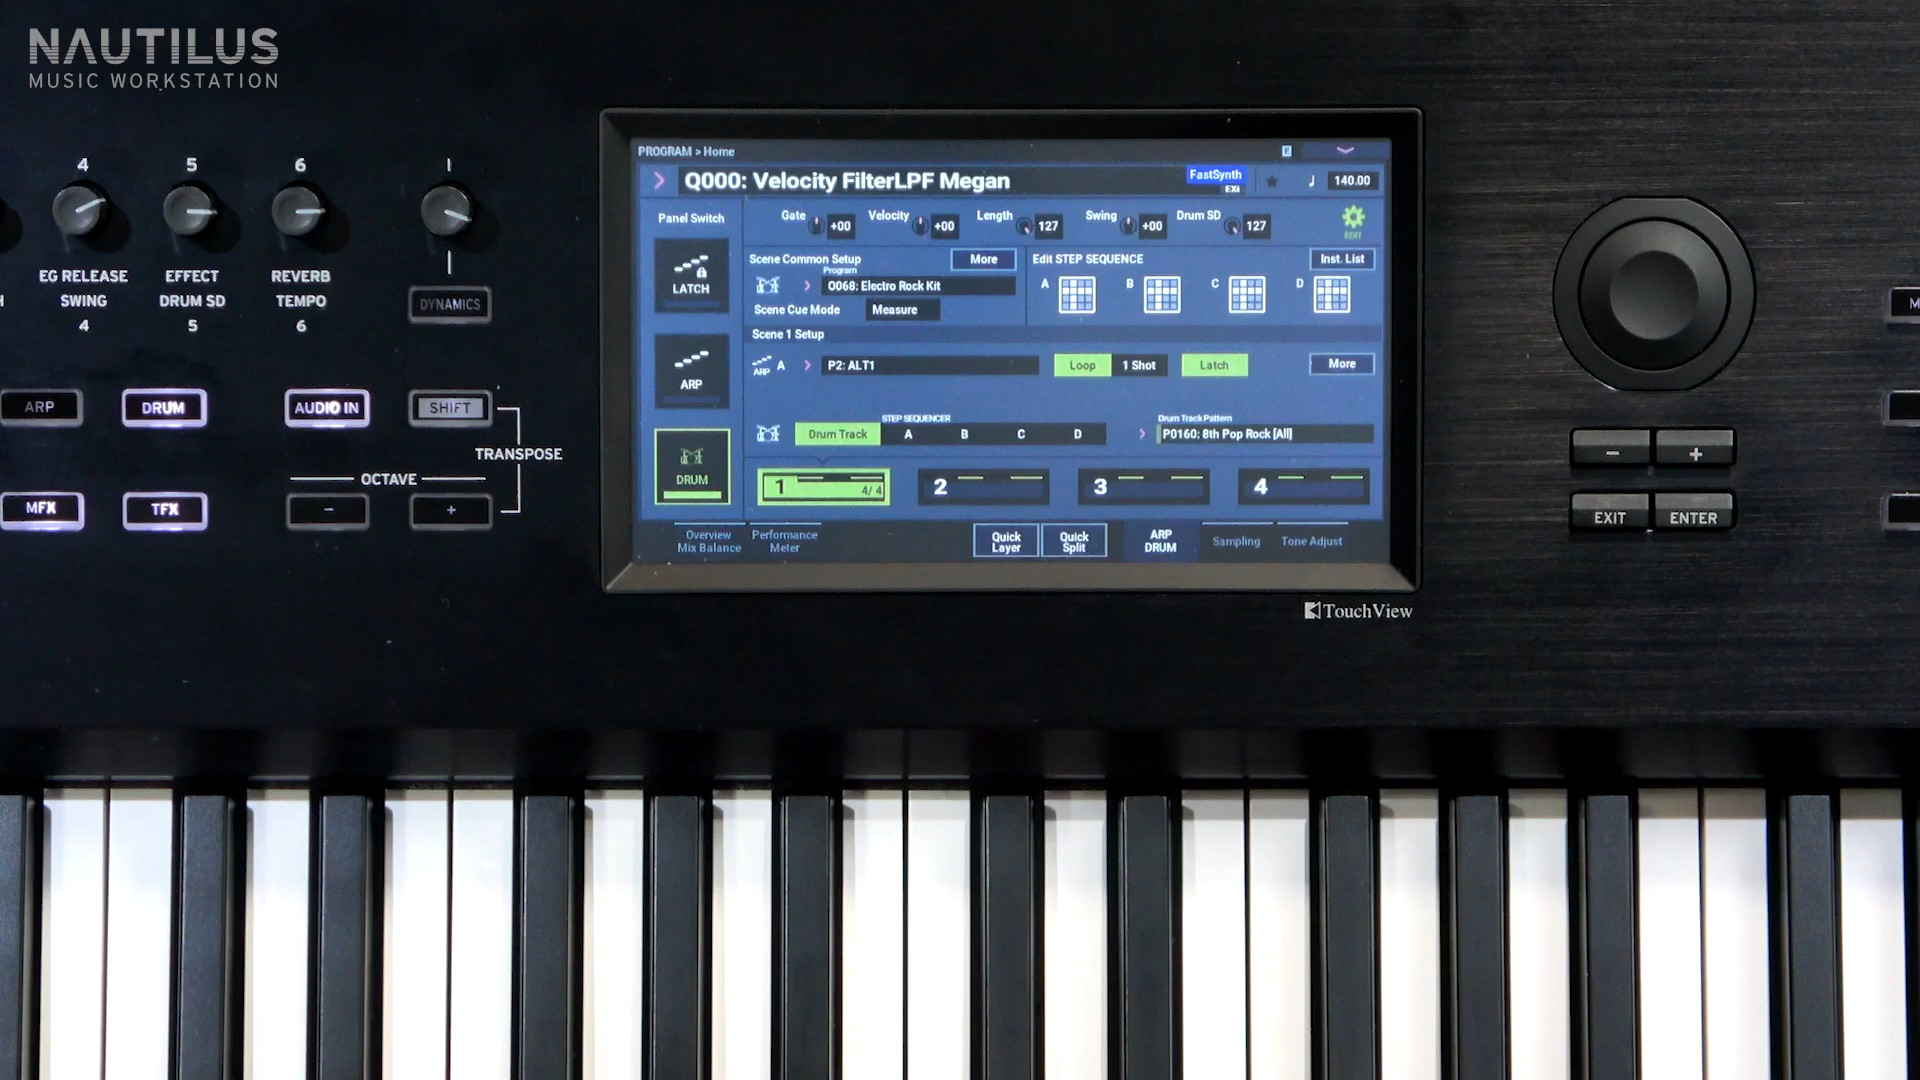 NAUTILUS
MUSIC WORKSTATION
4 5 6 I
EG RELEASE EFFECT REVERB
SWING DRUM SD TEMPO
4 5 6
DYNAMICS
ARP DRUM AUDIO IN SHIFT
TRANSPOSE
OCTAVE
MFX TFX - +
PROGRAM > Home
E
Q000: Velocity FilterLPF Megan
FastSynth
EXi
140.00
Panel Switch
Gate +00 Velocity +00 Length 127 Swing +00 Drum SD 127
EDIT
LATCH
ARP
DRUM
Scene Common Setup More
Program
O068: Electro Rock Kit
Scene Cue Mode Measure
Edit STEP SEQUENCE Inst. List
A B C D
Scene 1 Setup
ARP A P2: ALT1 Loop 1 Shot Latch More
STEP SEQUENCER
Drum Track A B C D
Drum Track Pattern
P0160: 8th Pop Rock [All]
1 4/4 2 3 4
Overview
Mix Balance
Performance
Meter
Quick
Layer
Quick
Split
ARP
DRUM
Sampling
Tone Adjust
TouchView
- +
EXIT ENTER